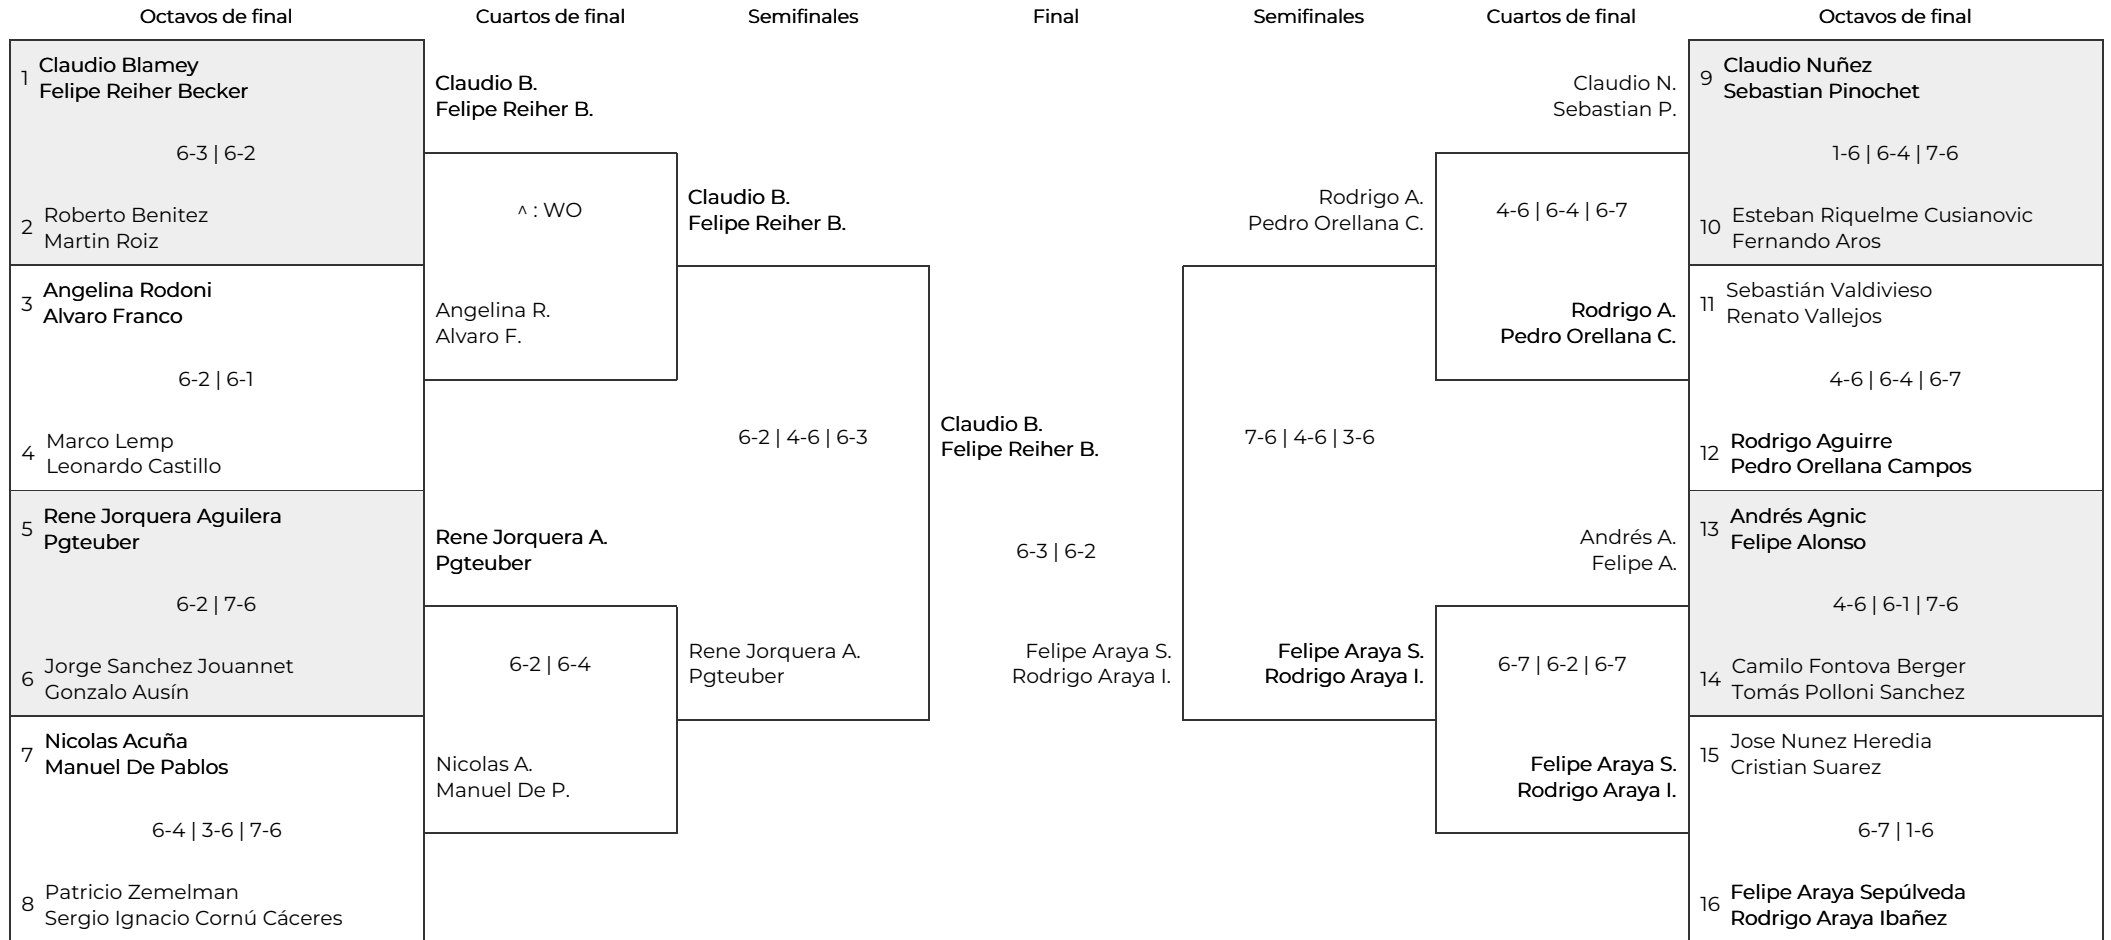 Octavos de final
Cuartos de final
Semifinales
Final
Semifinales
Cuartos de final
Octavos de final
1
Claudio Blamey
Felipe Reiher Becker
6-3 | 6-2
2
Roberto Benitez
Martin Roiz
3
Angelina Rodoni
Alvaro Franco
6-2 | 6-1
4
Marco Lemp
Leonardo Castillo
5
Rene Jorquera Aguilera
Pgteuber
6-2 | 7-6
6
Jorge Sanchez Jouannet
Gonzalo Ausín
7
Nicolas Acuña
Manuel De Pablos
6-4 | 3-6 | 7-6
8
Patricio Zemelman
Sergio Ignacio Cornú Cáceres
Claudio B.
Felipe Reiher B.
^ : WO
Angelina R.
Alvaro F.
Rene Jorquera A.
Pgteuber
6-2 | 6-4
Nicolas A.
Manuel De P.
Claudio B.
Felipe Reiher B.
6-2 | 4-6 | 6-3
Rene Jorquera A.
Pgteuber
Claudio B.
Felipe Reiher B.
6-3 | 6-2
Felipe Araya S.
Rodrigo Araya I.
Rodrigo A.
Pedro Orellana C.
7-6 | 4-6 | 3-6
Felipe Araya S.
Rodrigo Araya I.
Claudio N.
Sebastian P.
4-6 | 6-4 | 6-7
Rodrigo A.
Pedro Orellana C.
Andrés A.
Felipe A.
6-7 | 6-2 | 6-7
Felipe Araya S.
Rodrigo Araya I.
9
Claudio Nuñez
Sebastian Pinochet
1-6 | 6-4 | 7-6
10
Esteban Riquelme Cusianovic
Fernando Aros
11
Sebastián Valdivieso
Renato Vallejos
4-6 | 6-4 | 6-7
12
Rodrigo Aguirre
Pedro Orellana Campos
13
Andrés Agnic
Felipe Alonso
4-6 | 6-1 | 7-6
14
Camilo Fontova Berger
Tomás Polloni Sanchez
15
Jose Nunez Heredia
Cristian Suarez
6-7 | 1-6
16
Felipe Araya Sepúlveda
Rodrigo Araya Ibañez